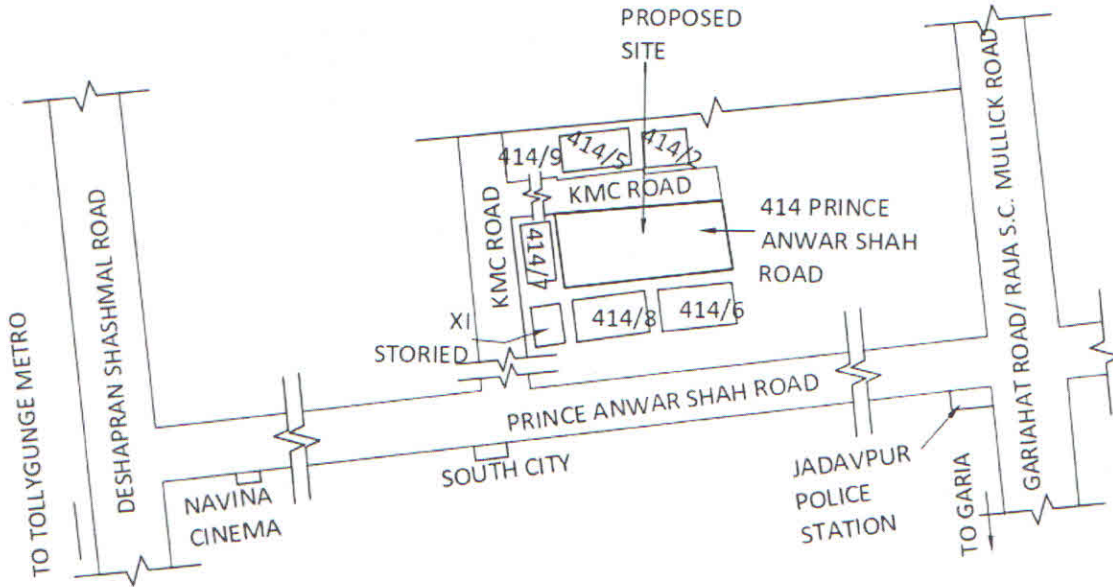 PROPOSED
SITE
GARIAHAT ROAD/ RAJA S.C. MULLICK ROAD
DESHAPRAN SHASHMAL ROAD
414/9
414/5
414/2
KMC ROAD
KMC ROAD
414/7
414 PRINCE
ANWAR SHAH
ROAD
XI
STORIED
414/8
414/6
TO TOLLYGUNGE METRO
PRINCE ANWAR SHAH ROAD
NAVINA
CINEMA
SOUTH CITY
JADAVPUR
POLICE
STATION
TO GARIA